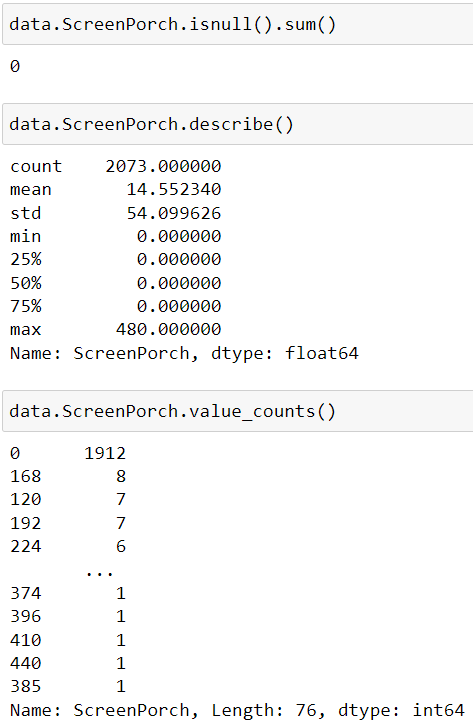 data.ScreenPorch.isnull().sum()
0
data.ScreenPorch.describe()
count    2073.000000
mean       14.552340
std        54.099626
min         0.000000
25%         0.000000
50%         0.000000
75%         0.000000
max       480.000000
Name: ScreenPorch, dtype: float64
data.ScreenPorch.value_counts()
0      1912
168       8
120       7
192       7
224       6
       ...
374       1
396       1
410       1
440       1
385       1
Name: ScreenPorch, Length: 76, dtype: int64